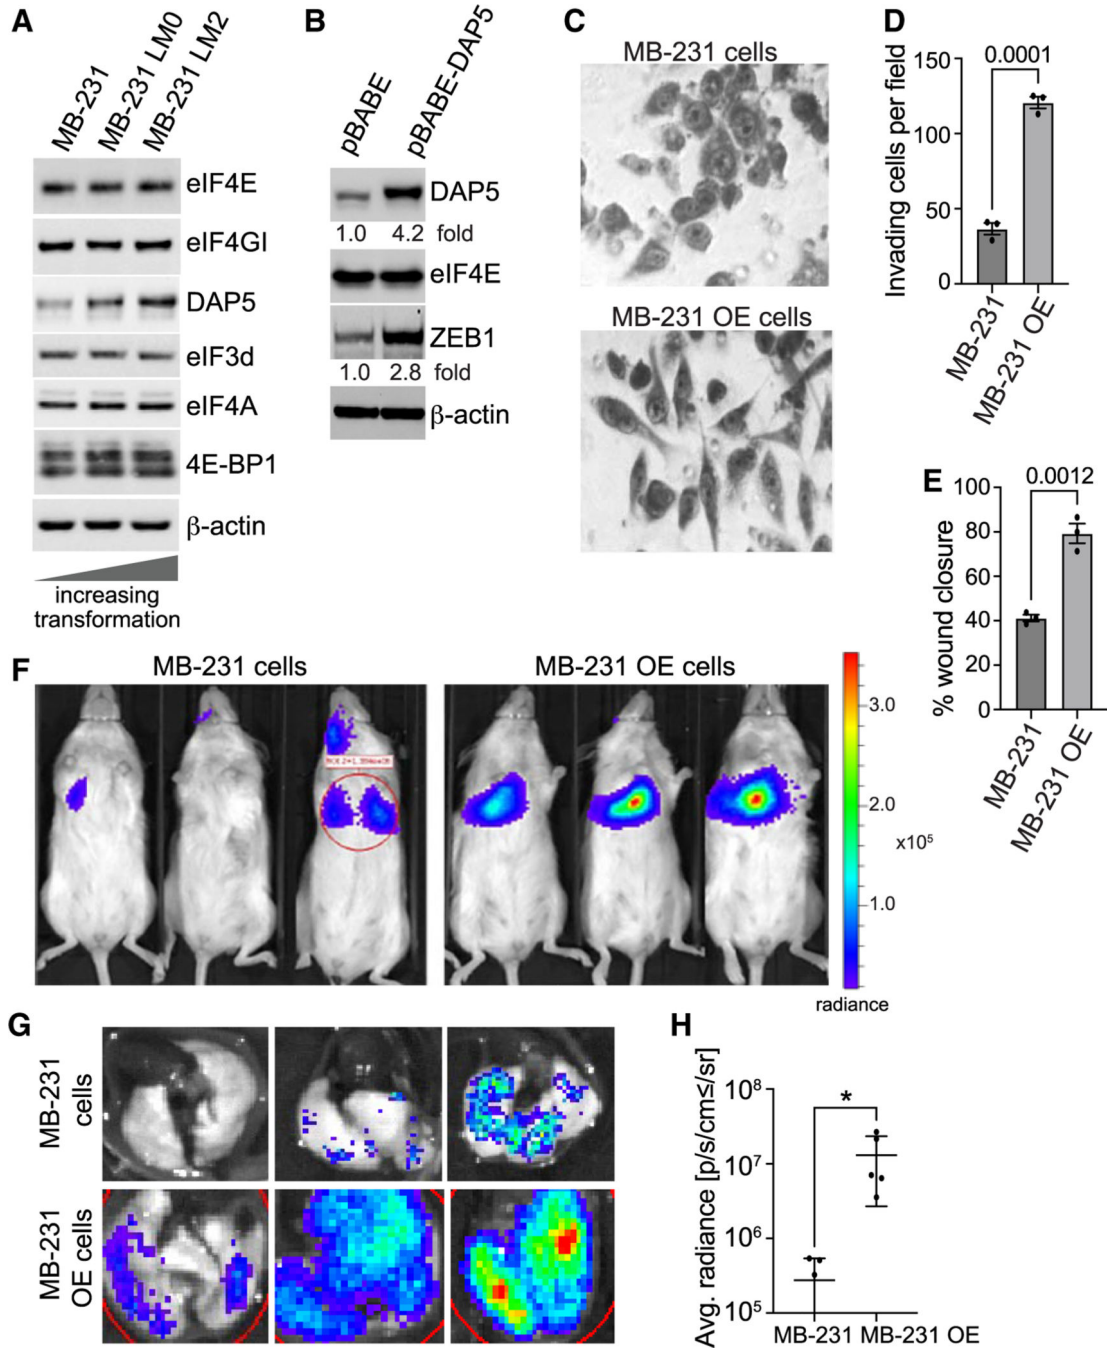 A
MB-231
MB-231 LM0
MB-231 LM2
eIF4E
eIF4GI
DAP5
eIF3d
eIF4A
4E-BP1
β-actin
increasing
transformation
B
pBABE
pBABE-DAP5
DAP5
1.0 4.2 fold
eIF4E
ZEB1
1.0 2.8 fold
β-actin
C
MB-231 cells
MB-231 OE cells
D
Invading cells per field
150
100
50
0
0.0001
MB-231
MB-231 OE
E
% wound closure
100
80
60
40
20
0
0.0012
MB-231
MB-231 OE
F
MB-231 cells
MB-231 OE cells
3.0
2.0
x10⁵
1.0
radiance
G
MB-231
cells
MB-231
OE cells
H
Avg. radiance [p/s/cm≤/sr]
10⁸
10⁷
10⁶
10⁵
*
MB-231 MB-231 OE